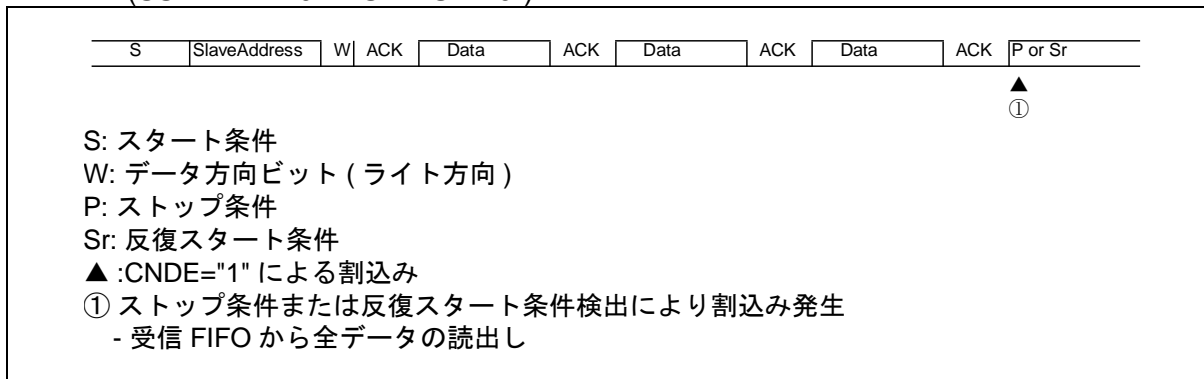 S SlaveAddress W ACK Data ACK Data ACK Data ACK P or Sr
▲
①
S: スタート条件
W: データ方向ビット ( ライト方向 )
P: ストップ条件
Sr: 反復スタート条件
▲ :CNDE="1" による割込み
① ストップ条件または反復スタート条件検出により割込み発生
- 受信 FIFO から全データの読出し